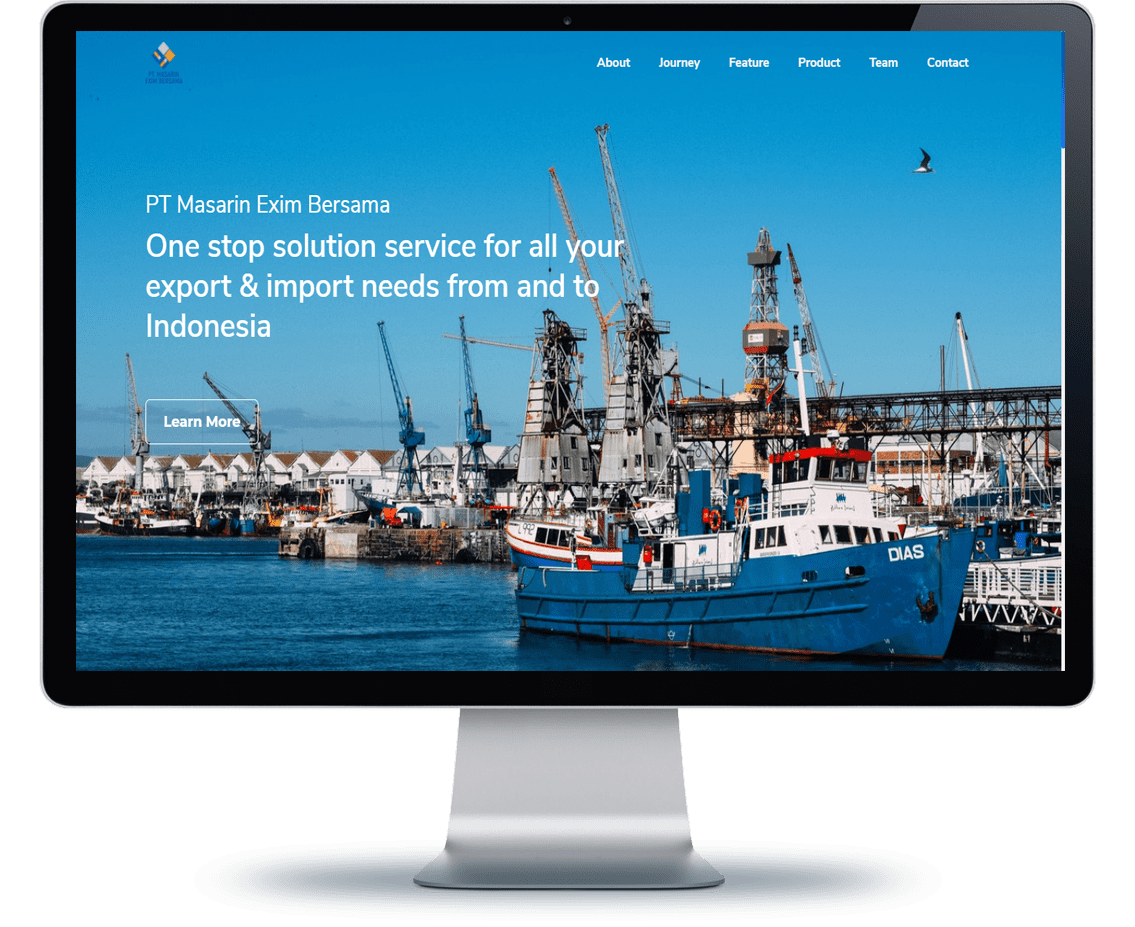 PT MASARIN
EXIM BERSAMA
About Journey Feature Product Team Contact
PT Masarin Exim Bersama
One stop solution service for all your
export & import needs from and to
Indonesia
Learn More
DIAS